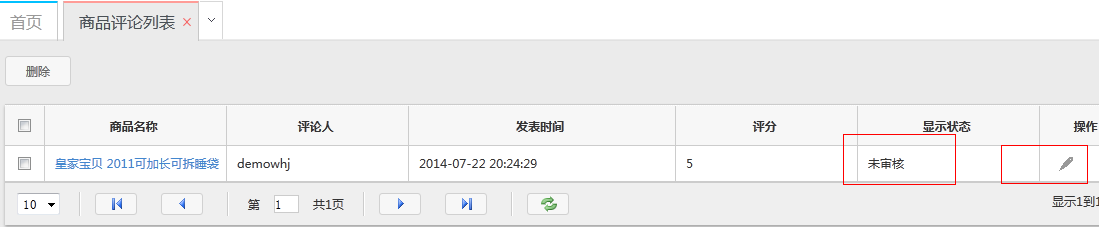 首页 商品评论列表
删除
商品名称 评论人 发表时间 评分 显示状态 操作
皇家宝贝 2011可加长可拆睡袋 demowhj 2014-07-22 20:24:29 5 未审核
10 第 1 共1页 显示1到1